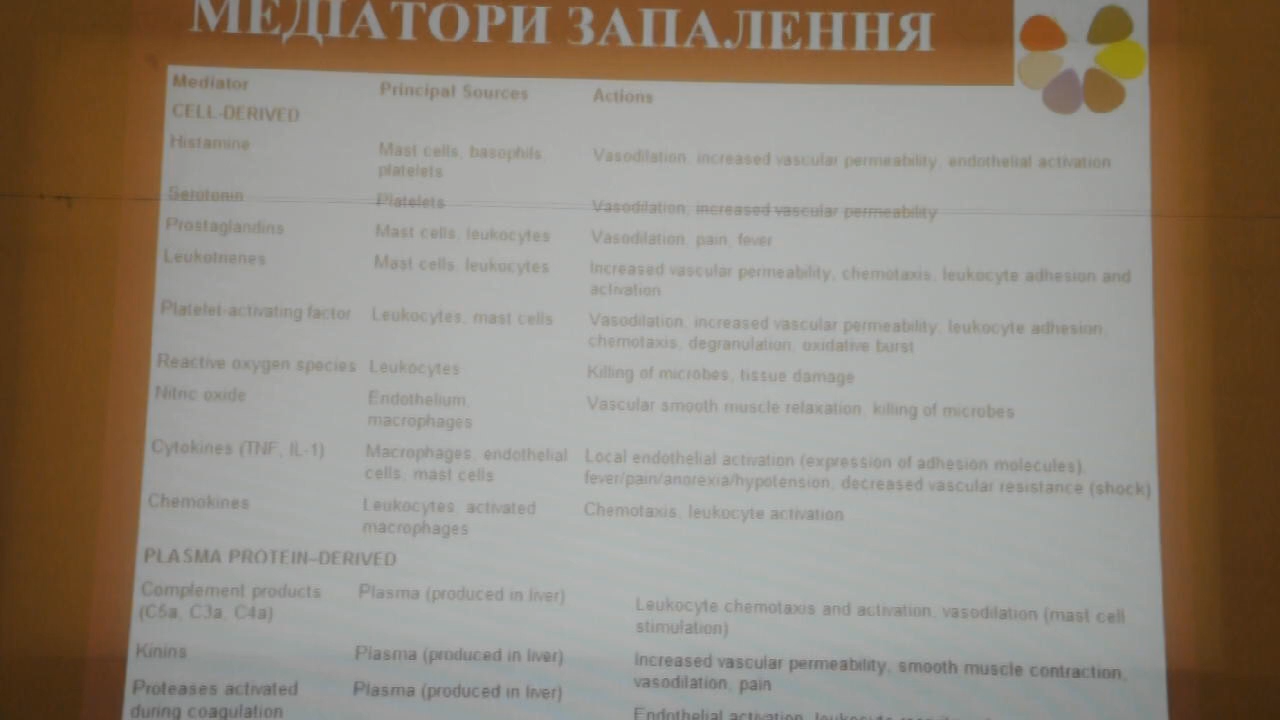 МЕДІАТОРИ ЗАПАЛЕННЯ
Mediator Principal Sources Actions
CELL-DERIVED
Histamine Mast cells, basophils, Vasodilation, increased vascular permeability, endothelial activation
platelets
Serotonin Platelets Vasodilation, increased vascular permeability
Prostaglandins Mast cells, leukocytes Vasodilation, pain, fever
Leukotrienes Mast cells, leukocytes Increased vascular permeability, chemotaxis, leukocyte adhesion and
activation
Platelet-activating factor Leukocytes, mast cells Vasodilation, increased vascular permeability, leukocyte adhesion,
chemotaxis, degranulation, oxidative burst
Reactive oxygen species Leukocytes Killing of microbes, tissue damage
Nitric oxide Endothelium, Vascular smooth muscle relaxation, killing of microbes
macrophages
Cytokines (TNF, IL-1) Macrophages, endothelial Local endothelial activation (expression of adhesion molecules),
cells, mast cells fever/pain/anorexia/hypotension, decreased vascular resistance (shock)
Chemokines Leukocytes, activated Chemotaxis, leukocyte activation
macrophages
PLASMA PROTEIN–DERIVED
Complement products Plasma (produced in liver) Leukocyte chemotaxis and activation, vasodilation (mast cell
(C5a, C3a, C4a) stimulation)
Kinins Plasma (produced in liver) Increased vascular permeability, smooth muscle contraction,
vasodilation, pain
Proteases activated Plasma (produced in liver) Endothelial activation, leukocyte
during coagulation